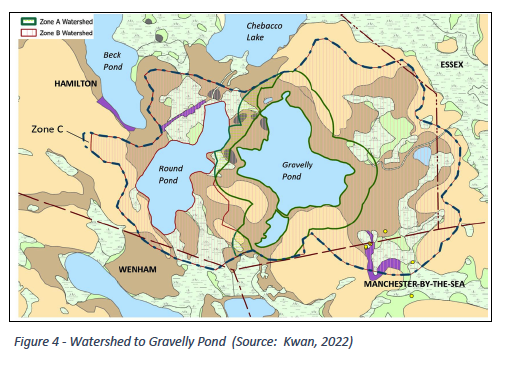 Zone A Watershed
Zone B Watershed
Chebacco
Lake
Beck
Pond
ESSEX
HAMILTON
Zone C
Round
Pond
Gravelly
Pond
WENHAM
MANCHESTER-BY-THE-SEA
Figure 4 - Watershed to Gravelly Pond (Source: Kwan, 2022)